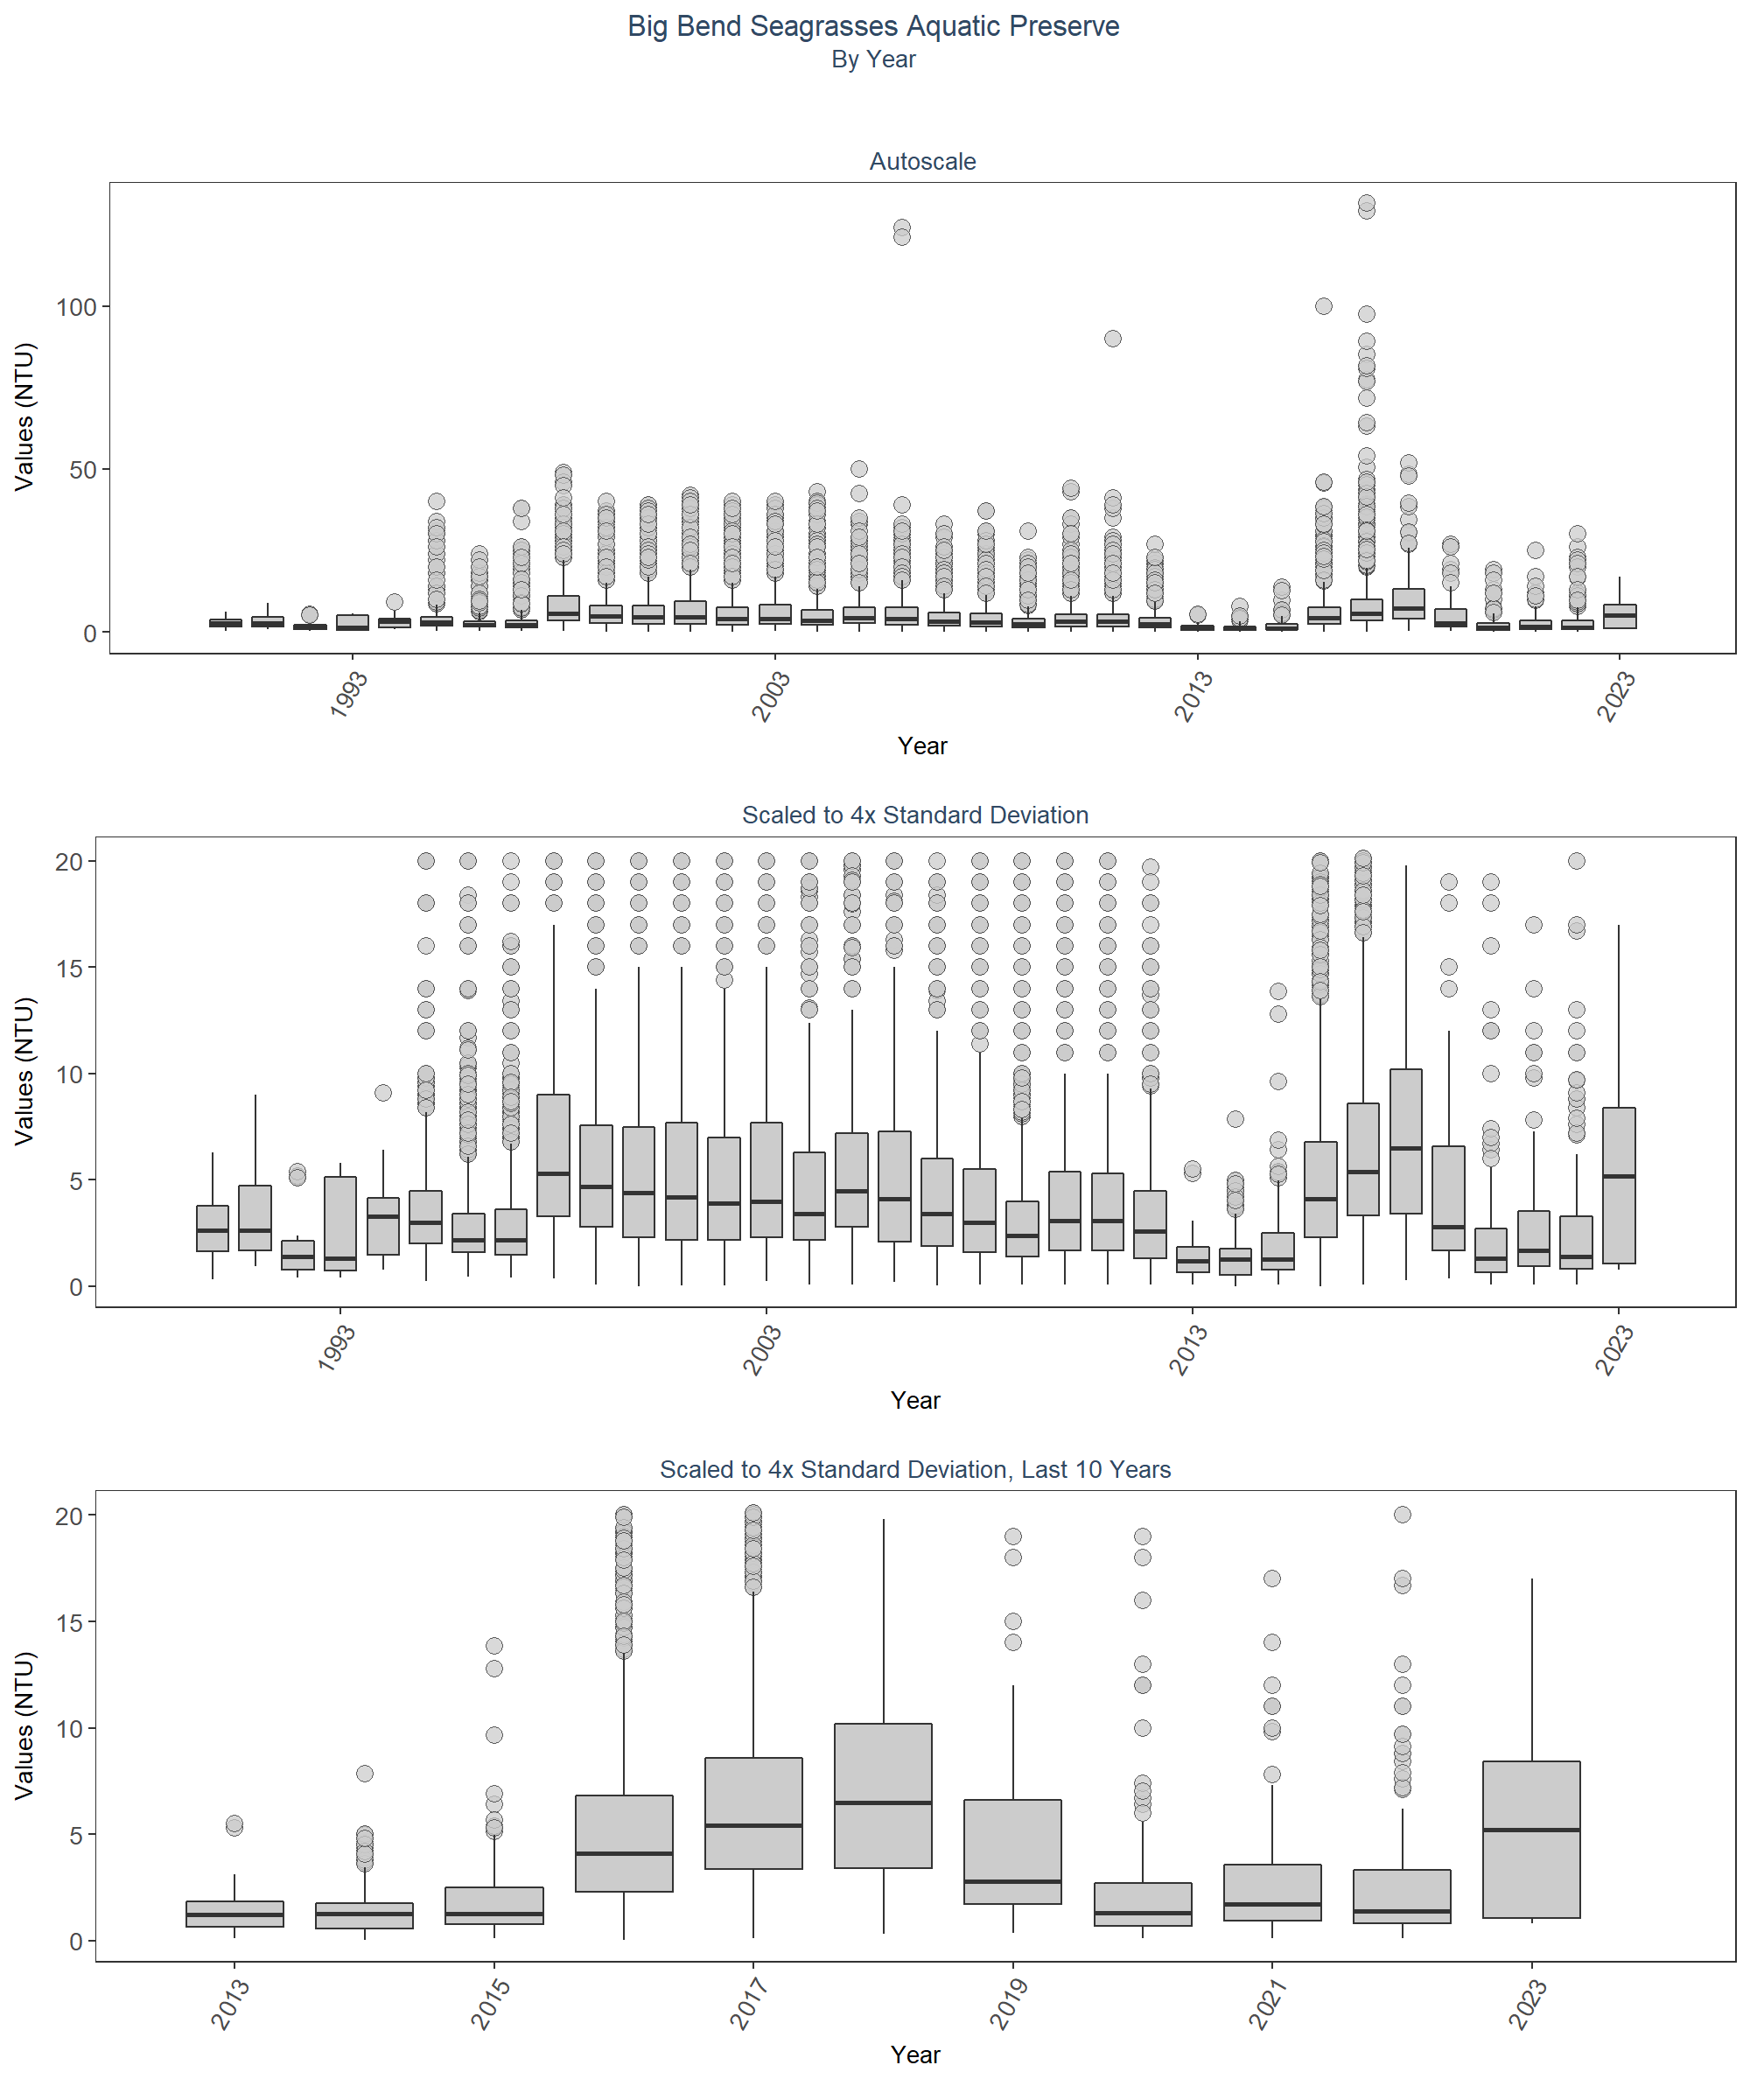 Big Bend Seagrasses Aquatic Preserve
By Year
Autoscale
Values (NTU)
100
50
0
1993
2003
2013
2023
Year
Scaled to 4x Standard Deviation
Values (NTU)
20
15
10
5
0
1993
2003
2013
2023
Year
Scaled to 4x Standard Deviation, Last 10 Years
Values (NTU)
20
15
10
5
0
2013
2015
2017
2019
2021
2023
Year